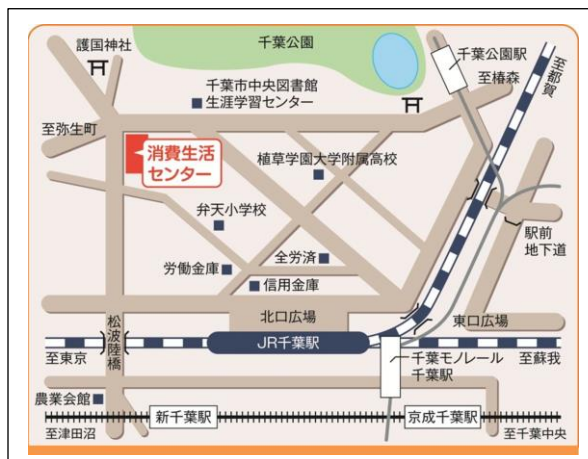 護国神社
千葉公園
千葉公園駅
至椿森
至都賀
千葉市中央図書館
生涯学習センター
至弥生町
消費生活
センター
植草学園大学附属高校
弁天小学校
駅前
地下道
全労済
労働金庫
信用金庫
北口広場
東口広場
松波陸橋
JR千葉駅
至東京
千葉モノレール
千葉駅
至蘇我
農業会館
新千葉駅
京成千葉駅
至津田沼
至千葉中央